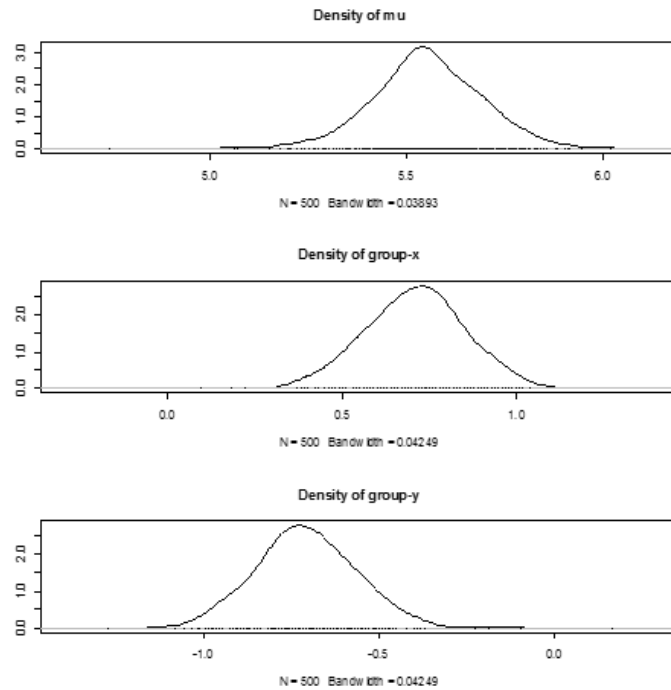 Density of mu
0.0 1.0 2.0 3.0
5.0 5.5 6.0
N = 500 Bandwidth = 0.03893
Density of group-x
0.0 1.0 2.0
0.0 0.5 1.0
N = 500 Bandwidth = 0.04249
Density of group-y
0.0 1.0 2.0
-1.0 -0.5 0.0
N = 500 Bandwidth = 0.04249